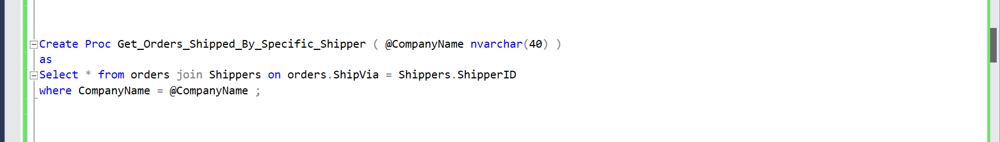 Create Proc Get_Orders_Shipped_By_Specific_Shipper ( @CompanyName nvarchar(40) )
as
Select * from orders join Shippers on orders.ShipVia = Shippers.ShipperID
where CompanyName = @CompanyName ;